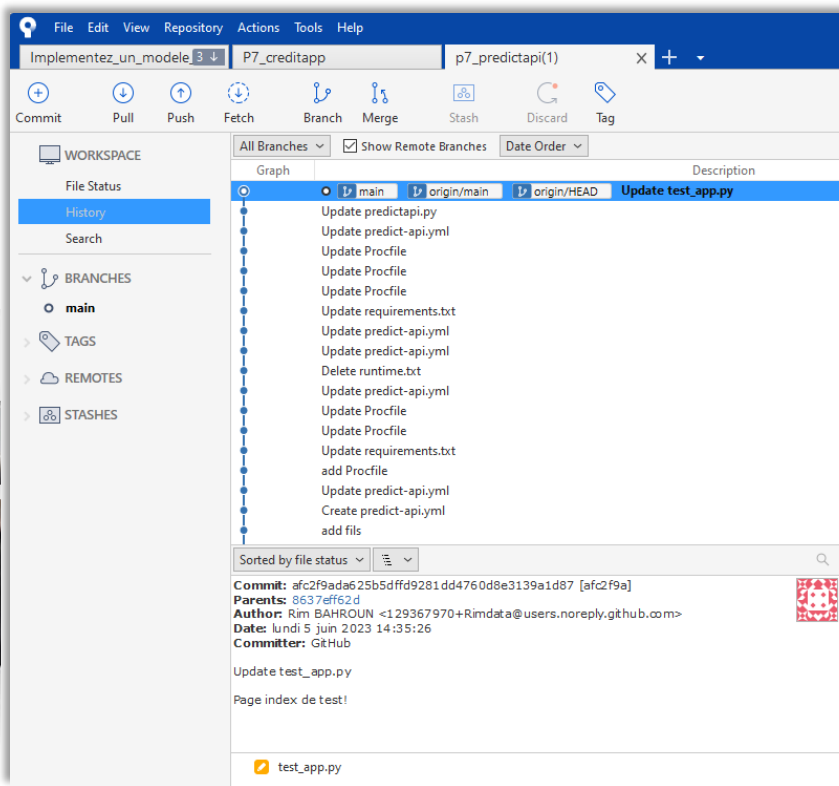 File Edit View Repository Actions Tools Help
Implementez_un_modele 3 P7_creditapp p7_predictapi(1)
Commit Pull Push Fetch Branch Merge Stash Discard Tag
WORKSPACE
File Status
History
Search
BRANCHES
main
TAGS
REMOTES
STASHES
All Branches Show Remote Branches Date Order
Graph Description
main origin/main origin/HEAD Update test_app.py
Update predictapi.py
Update predict-api.yml
Update Procfile
Update Procfile
Update Procfile
Update requirements.txt
Update predict-api.yml
Update predict-api.yml
Delete runtime.txt
Update predict-api.yml
Update Procfile
Update Procfile
Update requirements.txt
add Procfile
Update predict-api.yml
Create predict-api.yml
add fils
Sorted by file status
Commit: afc2f9ada625b5dffd9281dd4760d8e3139a1d87 [afc2f9a]
Parents: 8637eff62d
Author: Rim BAHROUN <129367970+Rimdata@users.noreply.github.com>
Date: lundi 5 juin 2023 14:35:26
Committer: GitHub
Update test_app.py
Page index de test!
test_app.py